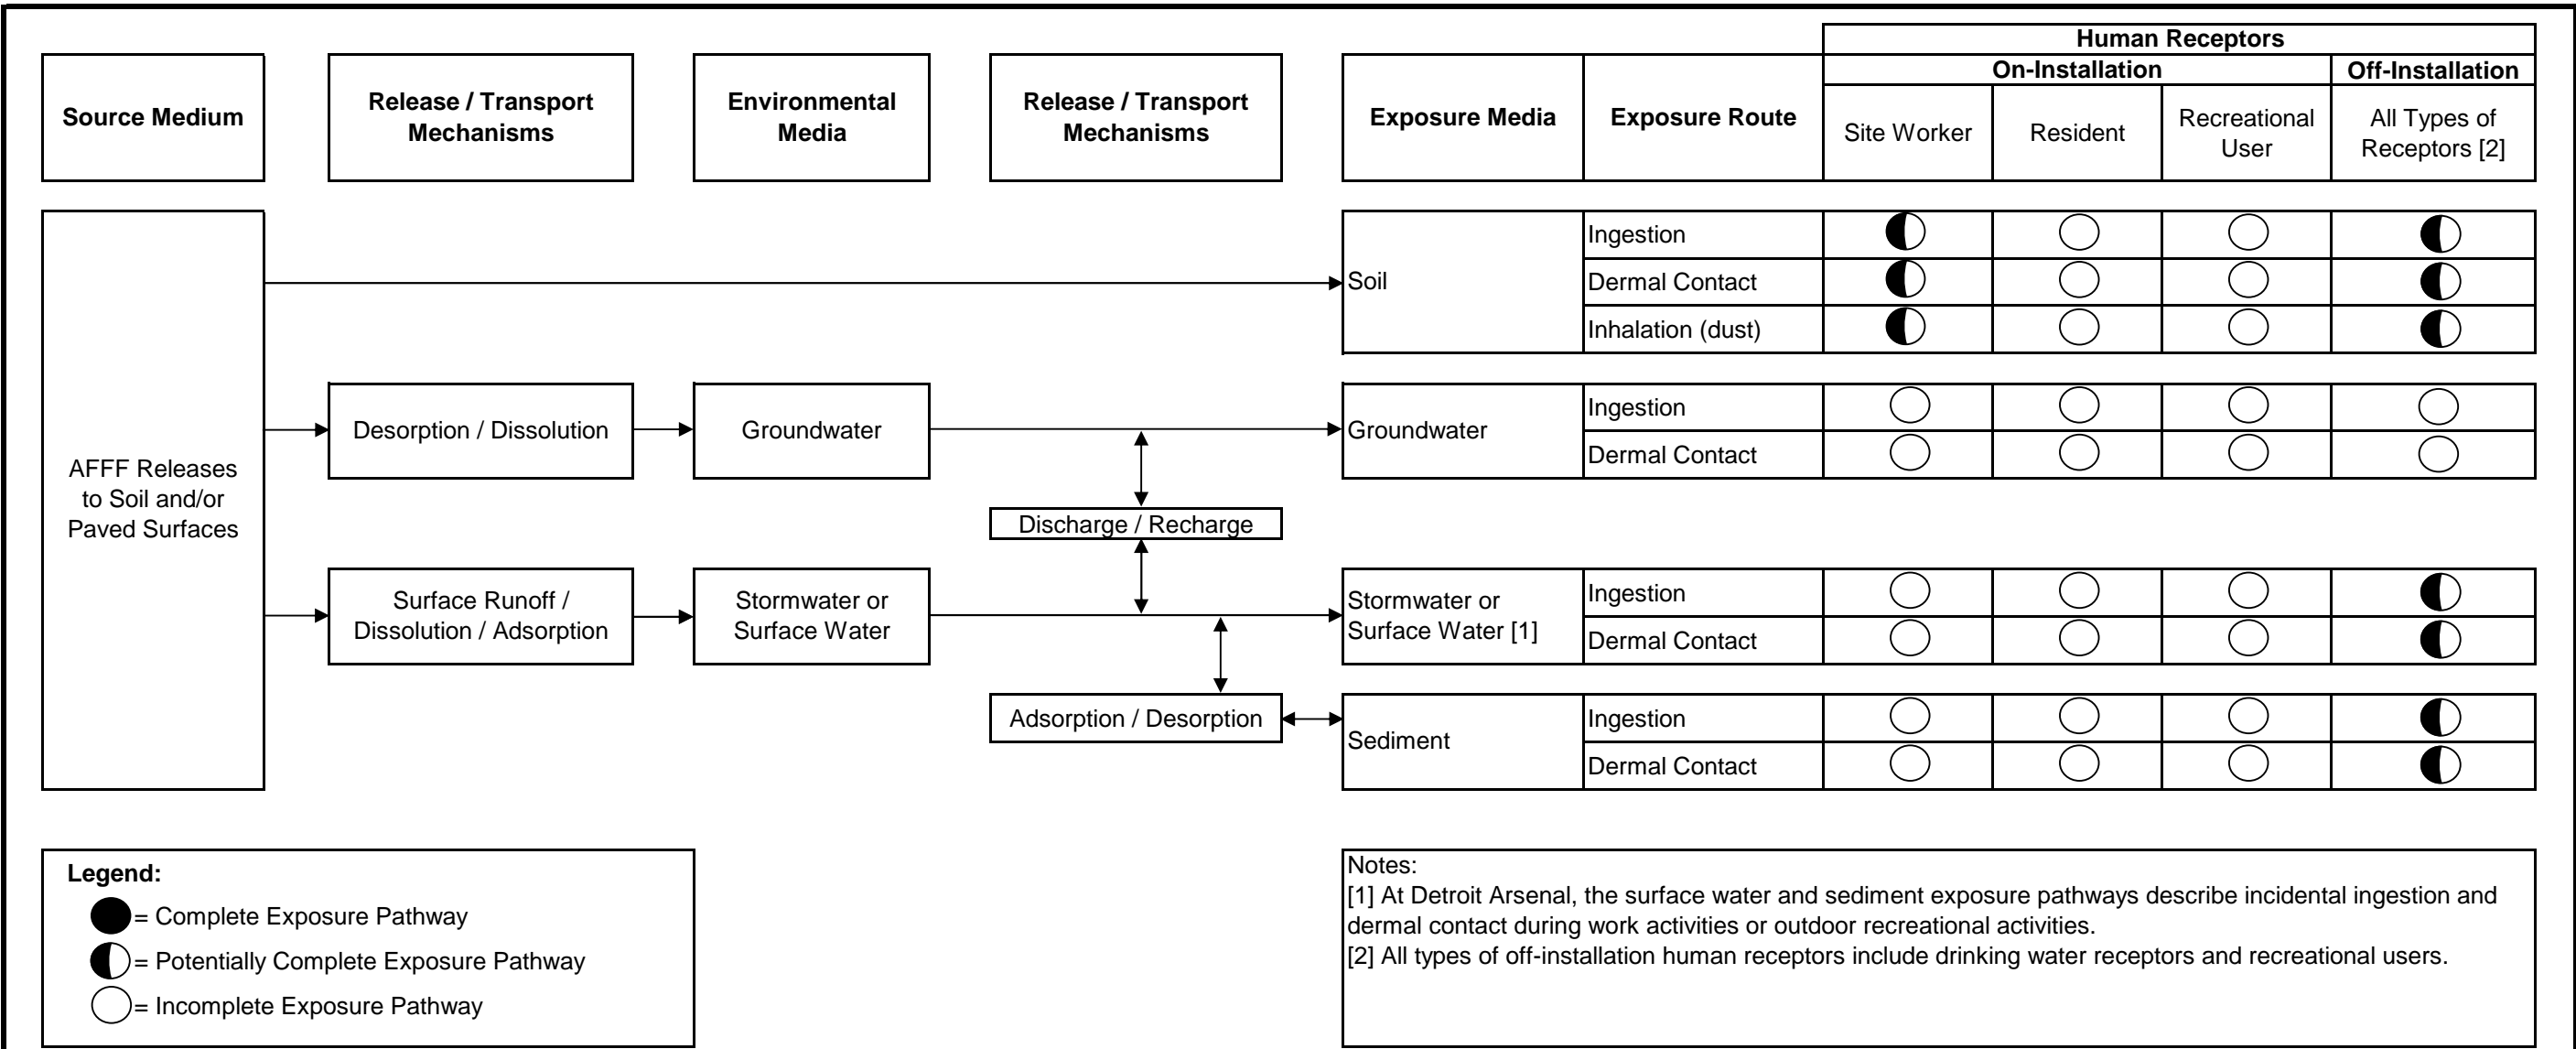 Human Receptors
On-Installation
Off-Installation
Source Medium
Release / Transport
Mechanisms
Environmental
Media
Release / Transport
Mechanisms
Exposure Media
Exposure Route
Site Worker
Resident
Recreational
User
All Types of
Receptors [2]
AFFF Releases
to Soil and/or
Paved Surfaces
Soil
Ingestion
Dermal Contact
Inhalation (dust)
Desorption / Dissolution
Groundwater
Groundwater
Ingestion
Dermal Contact
Discharge / Recharge
Surface Runoff /
Dissolution / Adsorption
Stormwater or
Surface Water
Stormwater or
Surface Water [1]
Ingestion
Dermal Contact
Adsorption / Desorption
Sediment
Ingestion
Dermal Contact
Legend:
= Complete Exposure Pathway
= Potentially Complete Exposure Pathway
= Incomplete Exposure Pathway
Notes:
[1] At Detroit Arsenal, the surface water and sediment exposure pathways describe incidental ingestion and
dermal contact during work activities or outdoor recreational activities.
[2] All types of off-installation human receptors include drinking water receptors and recreational users.